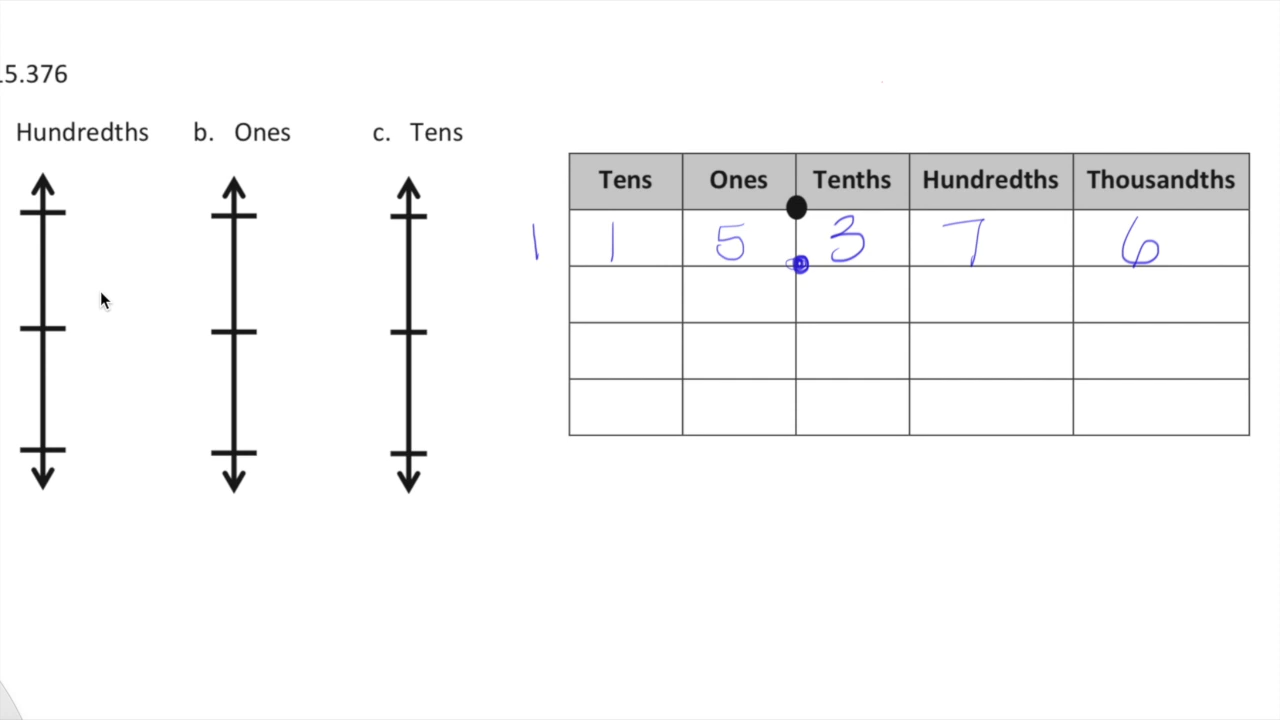 .5.376
Hundredths b. Ones c. Tens
Tens Ones Tenths Hundredths Thousandths
1 1 5 . 3 7 6